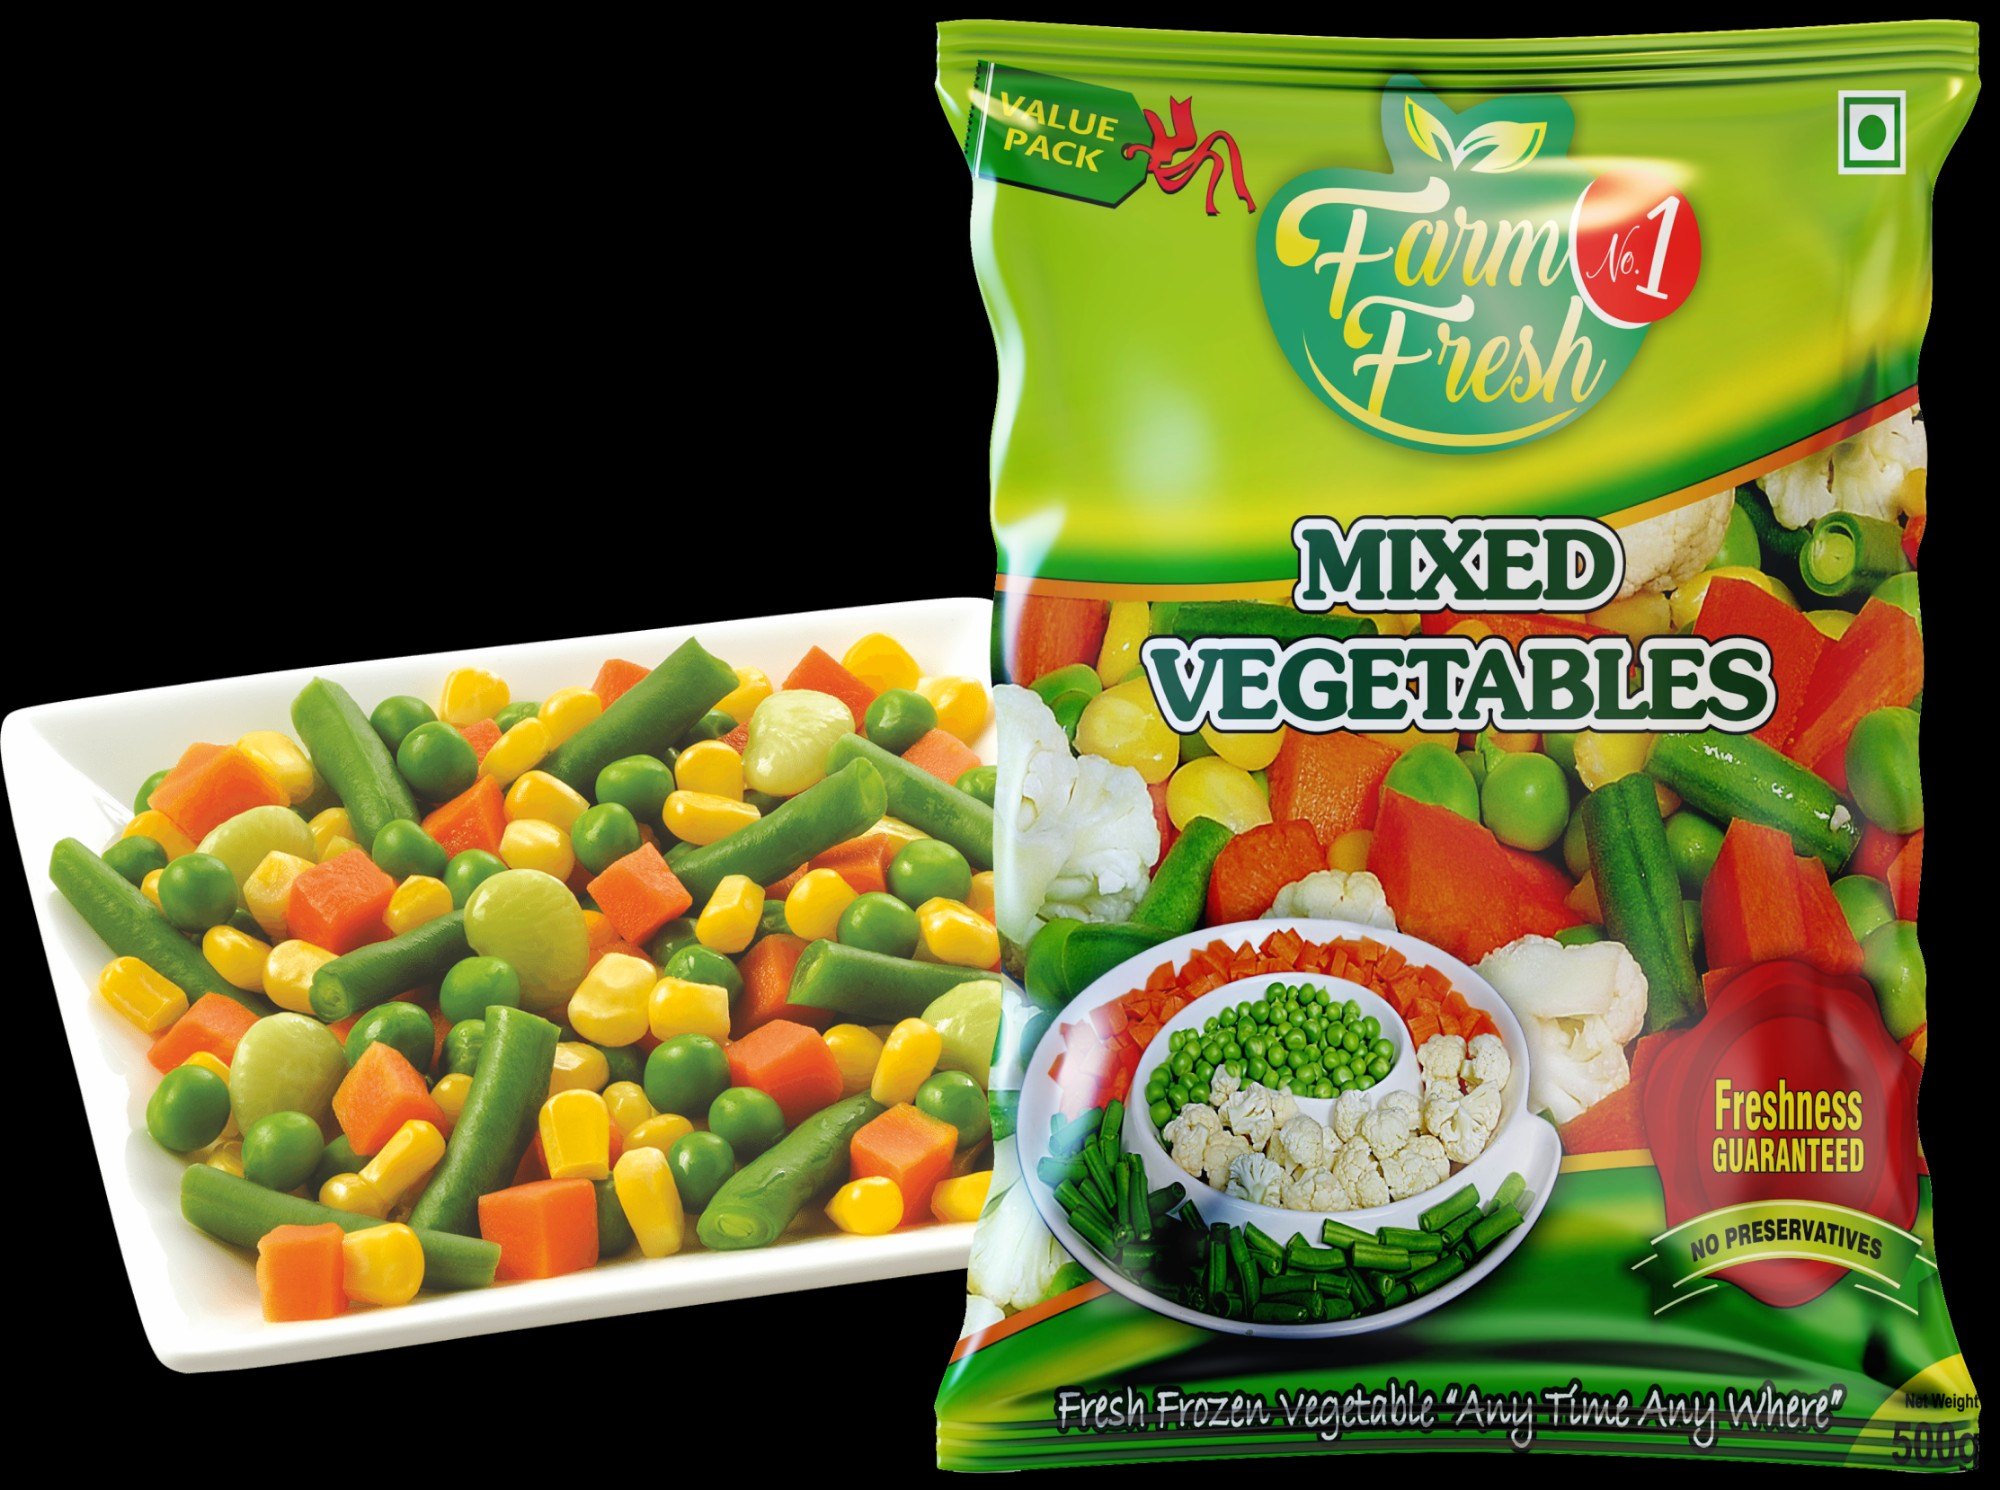 VALUE
PACK
Farm
No.1
Fresh
MIXED
VEGETABLES
Freshness
GUARANTEED
NO PRESERVATIVES
Fresh Frozen Vegetable "Any Time Any Where"
Net Weight
500g